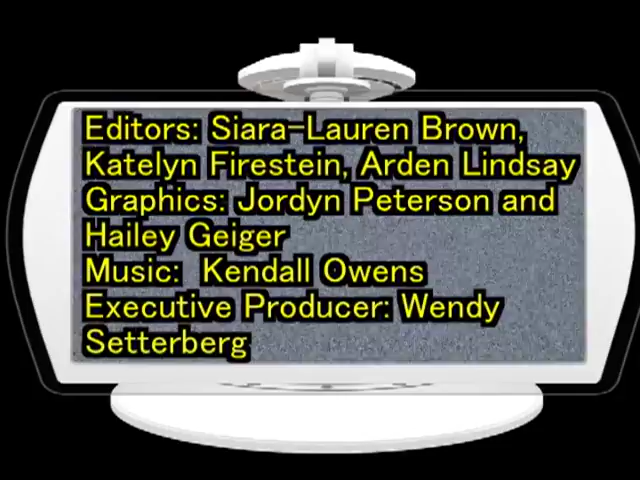 Editors: Siara-Lauren Brown,
Katelyn Firestein, Arden Lindsay
Graphics: Jordyn Peterson and
Hailey Geiger
Music:  Kendall Owens
Executive Producer: Wendy
Setterberg